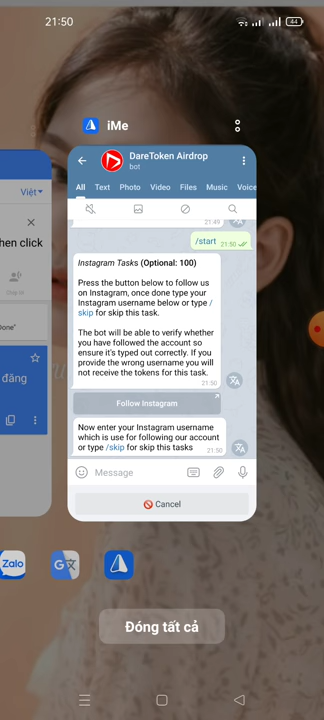 21:50
44
iMe
DareToken Airdrop
bot
All Text Photo Video Files Music Voice
21:49
/start 21:50
Instagram Tasks (Optional: 100)
Press the button below to follow us
on Instagram, once done type your
Instagram username below or type /
skip for skip this task.
The bot will be able to verify whether
you have followed the account so
ensure it's typed out correctly. If you
provide the wrong username you will
not receive the tokens for this task.
21:50
Follow Instagram
Now enter your Instagram username
which is use for following our account
or type /skip for skip this tasks
21:50
Message
Cancel
Việt
hen click
Done"
đăng
Zalo
G
Đóng tất cả